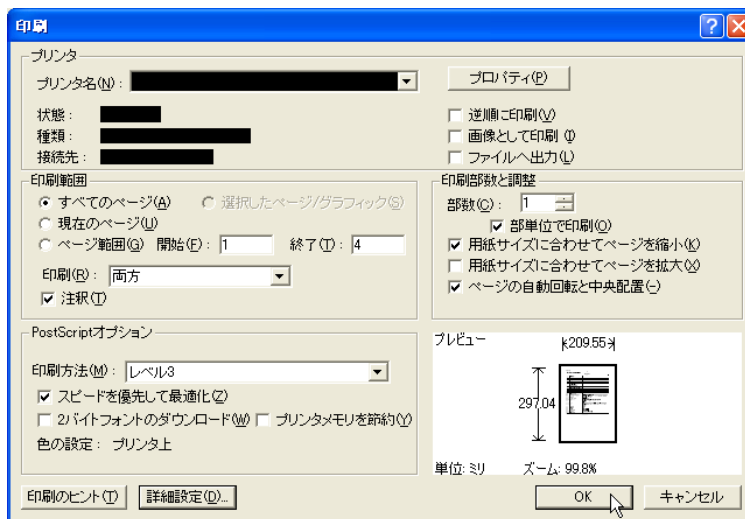 印刷
プリンタ
プリンタ名(N):
プロパティ(P)
状態:
種類:
接続先:
逆順に印刷(V)
画像として印刷(I)
ファイルへ出力(L)
印刷範囲
すべてのページ(A) 選択したページ/グラフィック(S)
現在のページ(U)
ページ範囲(G) 開始(F): 1 終了(T): 4
印刷(R): 両方
注釈(T)
印刷部数と調整
部数(C): 1
部単位で印刷(O)
用紙サイズに合わせてページを縮小(K)
用紙サイズに合わせてページを拡大(X)
ページの自動回転と中央配置(-)
PostScriptオプション
印刷方法(M): レベル3
スピードを優先して最適化(Z)
2バイトフォントのダウンロード(W) プリンタメモリを節約(Y)
色の設定: プリンタ上
プレビュー
209.55
297.04
単位: ミリ ズーム: 99.8%
印刷のヒント(T) 詳細設定(D)...
OK キャンセル